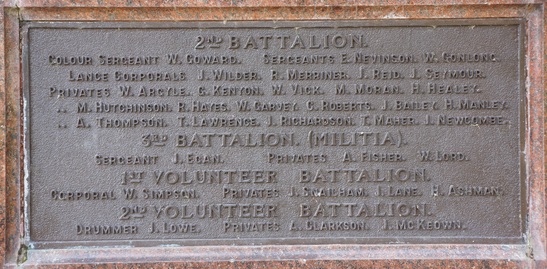 2ND BATTALION.
COLOUR SERGEANT W. COWARD. SERGEANTS E. NEVINSON. W. CONLONG.
LANCE CORPORALS J. WILDER. R. MERRINER. J. REID. J. SEYMOUR.
PRIVATES W. ARGYLE. G. KENYON. W. VICK. M. MORAN. H. HEALEY.
,, M. HUTCHINSON. R. HAYES. W. GARVEY. G. ROBERTS. J. BAILEY. H. MANLEY.
,, A. THOMPSON. T. LAWRENCE. J. RICHARDSON. T. MAHER. J. NEWCOMBE.
3RD BATTALION. (MILITIA).
SERGEANT J. EGAN. PRIVATES A. FISHER. W. LORD.
1ST VOLUNTEER BATTALION.
CORPORAL W. SIMPSON. PRIVATES J. SNAILHAM. J. LANE. H. ASHMAN.
2ND VOLUNTEER BATTALION.
DRUMMER J. LOWE. PRIVATES A. CLARKSON. J. MCKEOWN.